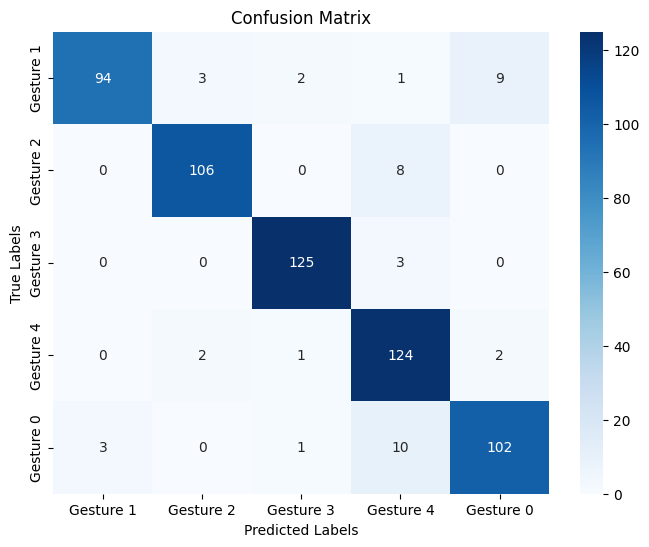 Confusion Matrix
True Labels
Gesture 1 94 3 2 1 9
Gesture 2 0 106 0 8 0
Gesture 3 0 0 125 3 0
Gesture 4 0 2 1 124 2
Gesture 0 3 0 1 10 102
Gesture 1 Gesture 2 Gesture 3 Gesture 4 Gesture 0
Predicted Labels
120
100
80
60
40
20
0